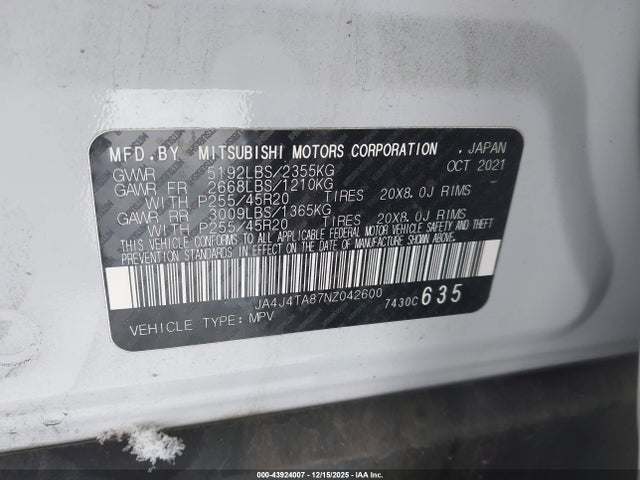 MFD.BY MITSUBISHI MOTORS CORPORATION , JAPAN
GVWR 5192LBS/2355KG OCT 2021
GAWR FR 2668LBS/1210KG
WITH P255/45R20 TIRES 20X8.0J RIMS
GAWR RR 3009LBS/1365KG
WITH P255/45R20 TIRES 20X8.0J RIMS
THIS VEHICLE CONFORMS TO ALL APPLICABLE FEDERAL MOTOR VEHICLE SAFETY AND THEFT
PREVENTION STANDARDS IN EFFECT ON THE DATE OF MANUFACTURE SHOWN ABOVE.
JA4J4TA87NZ042600
VEHICLE TYPE: MPV 7430C 635
000-43924007 - 12/15/2025 - IAA Inc.